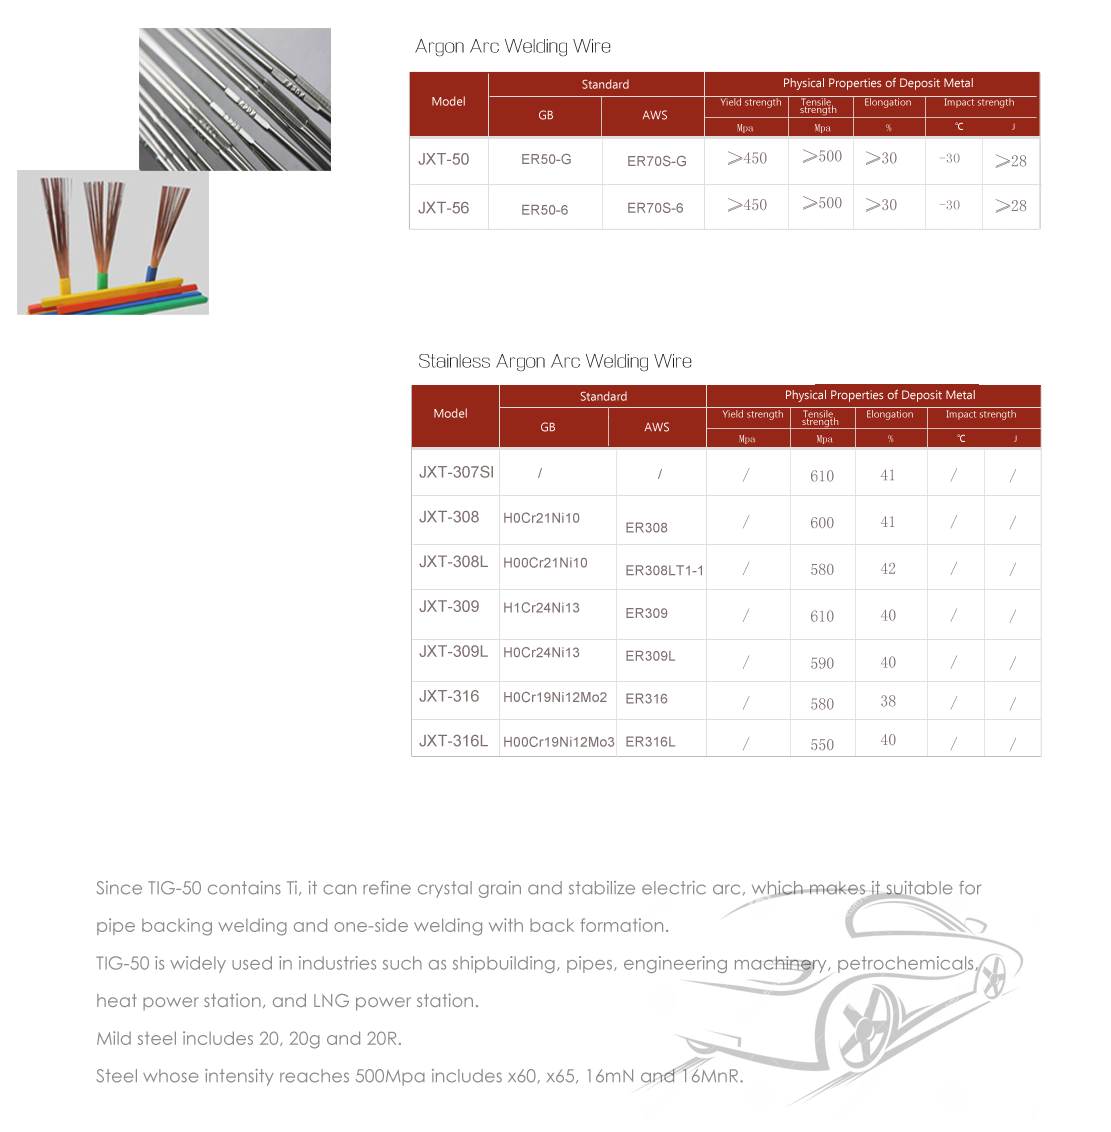 Argon Arc Welding Wire
Model Standard Physical Properties of Deposit Metal
GB AWS Yield strength Tensile strength Elongation Impact strength
Mpa Mpa % ℃ J
JXT-50 ER50-G ER70S-G ≥450 ≥500 ≥30 -30 ≥28
JXT-56 ER50-6 ER70S-6 ≥450 ≥500 ≥30 -30 ≥28
Stainless Argon Arc Welding Wire
Model Standard Physical Properties of Deposit Metal
GB AWS Yield strength Tensile strength Elongation Impact strength
Mpa Mpa % ℃ J
JXT-307SI / / / 610 41 / /
JXT-308 H0Cr21Ni10 ER308 / 600 41 / /
JXT-308L H00Cr21Ni10 ER308LT1-1 / 580 42 / /
JXT-309 H1Cr24Ni13 ER309 / 610 40 / /
JXT-309L H0Cr24Ni13 ER309L / 590 40 / /
JXT-316 H0Cr19Ni12Mo2 ER316 / 580 38 / /
JXT-316L H00Cr19Ni12Mo3 ER316L / 550 40 / /
Since TIG-50 contains Ti, it can refine crystal grain and stabilize electric arc, which makes it suitable for
pipe backing welding and one-side welding with back formation.
TIG-50 is widely used in industries such as shipbuilding, pipes, engineering machinery, petrochemicals,
heat power station, and LNG power station.
Mild steel includes 20, 20g and 20R.
Steel whose intensity reaches 500Mpa includes x60, x65, 16mN and 16MnR.